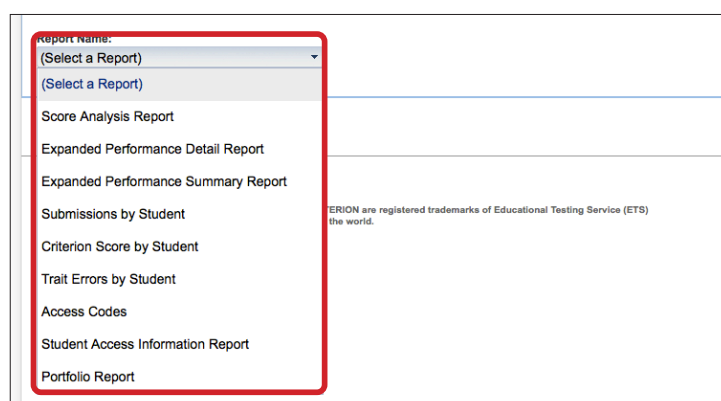 Report Name:
(Select a Report)
(Select a Report)
Score Analysis Report
Expanded Performance Detail Report
Expanded Performance Summary Report
Submissions by Student
TERION are registered trademarks of Educational Testing Service (ETS)
the world.
Criterion Score by Student
Trait Errors by Student
Access Codes
Student Access Information Report
Portfolio Report